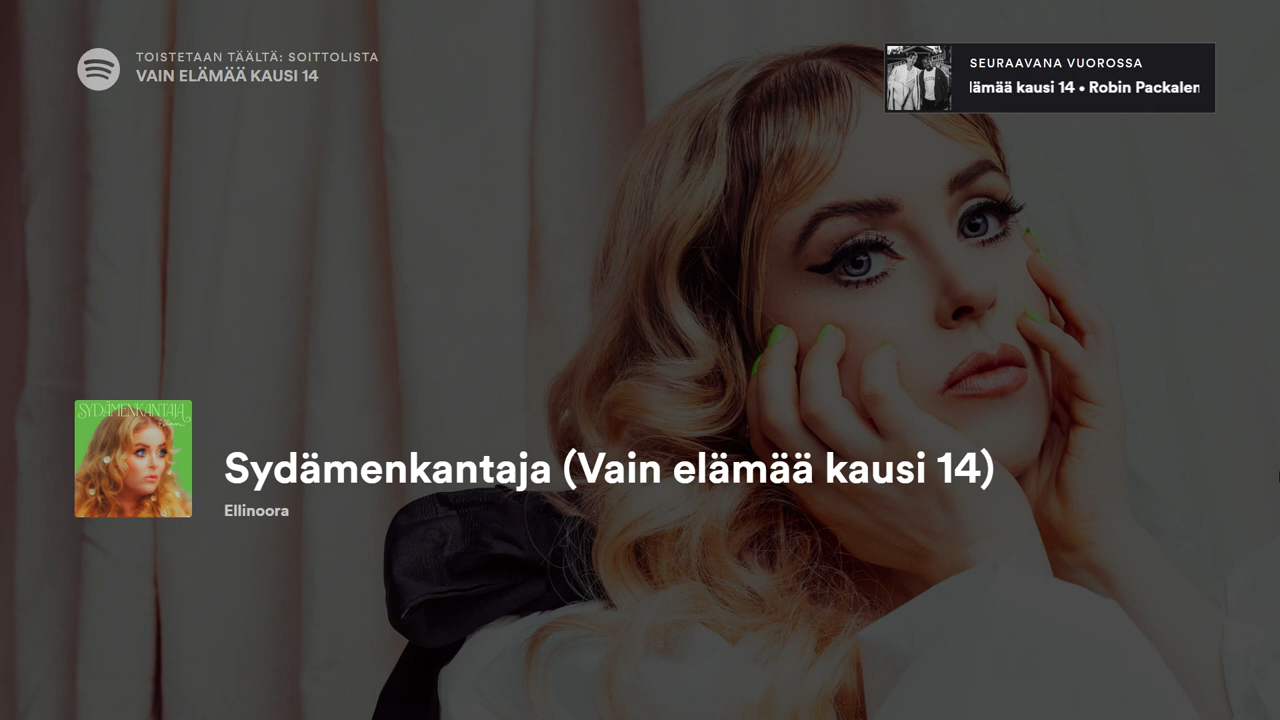 TOISTETAAN TÄÄLTÄ: SOITTOLISTA
VAIN ELÄMÄÄ KAUSI 14
SEURAAVANA VUOROSSA
lämää kausi 14 • Robin Packalen
SYDÄMENKANTAJA
Sydämenkantaja (Vain elämää kausi 14)
Ellinoora